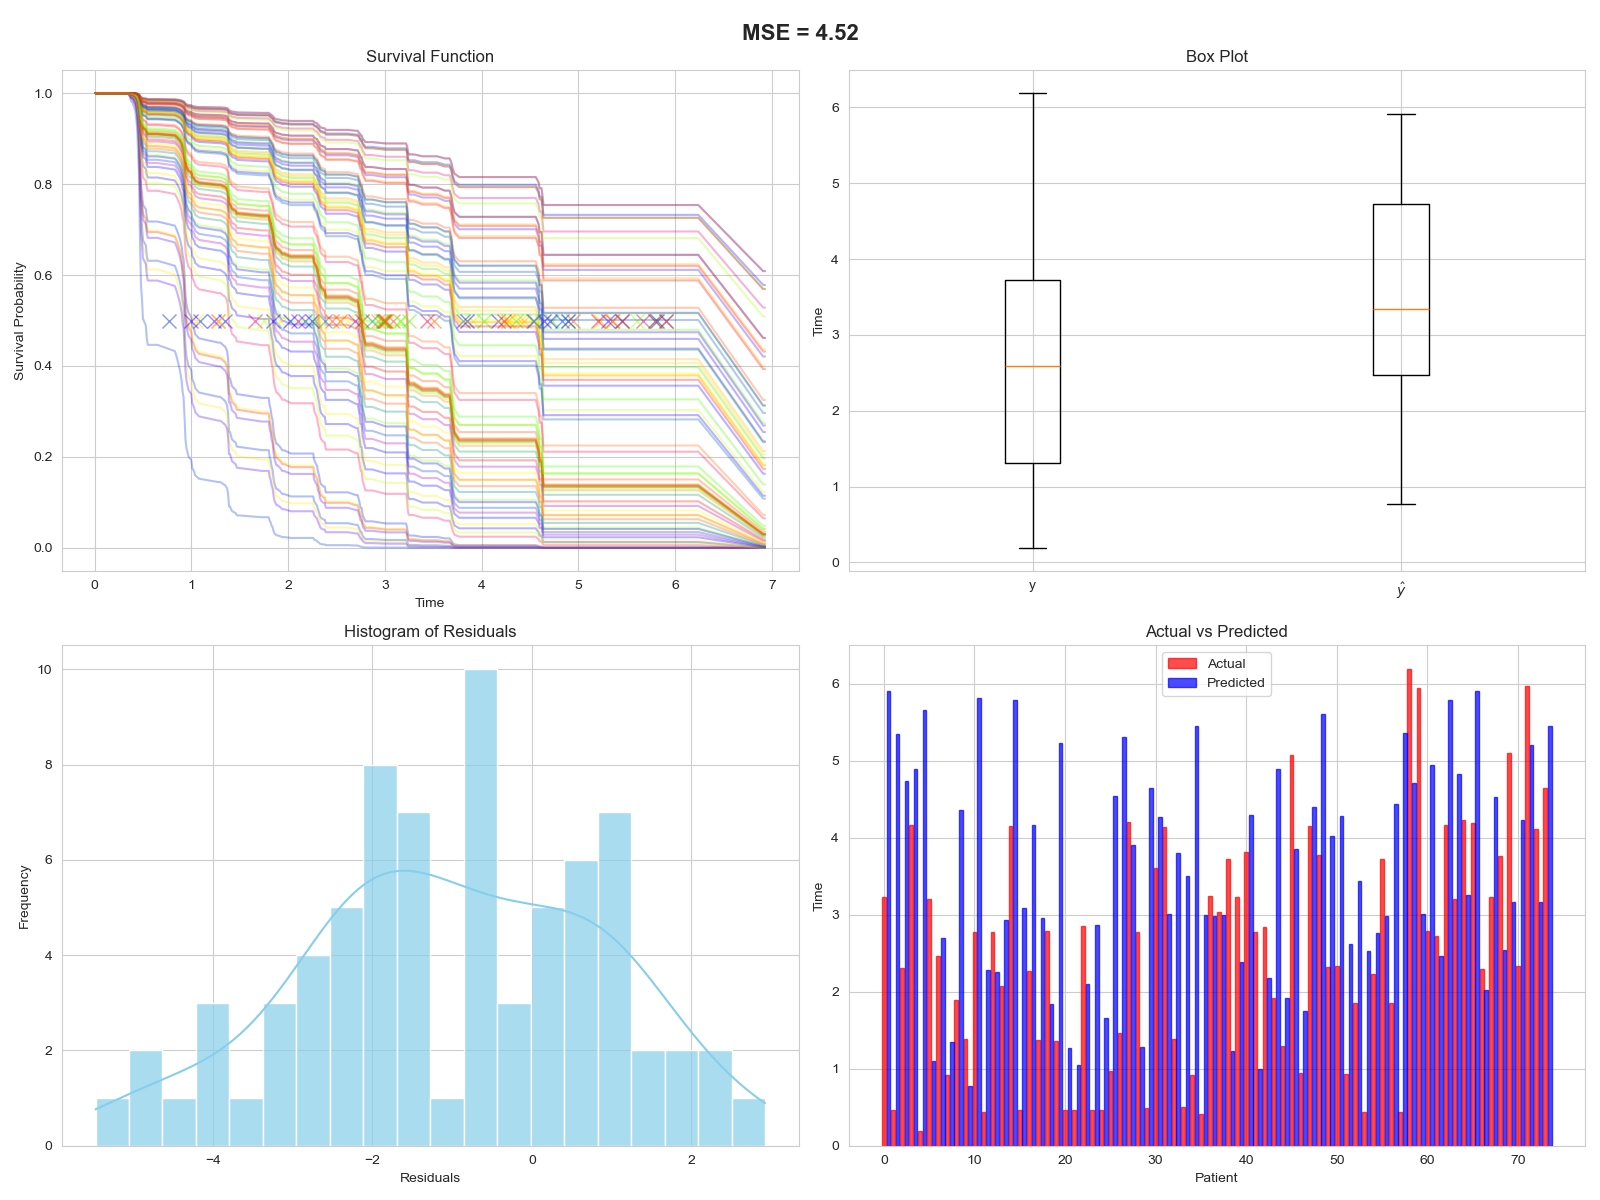 MSE = 4.52
Survival Function
Survival Probability
1.0
0.8
0.6
0.4
0.2
0.0
0 1 2 3 4 5 6 7
Time
Box Plot
Time
6
5
4
3
2
1
0
y ŷ
Histogram of Residuals
Frequency
10
8
6
4
2
0
−4 −2 0 2
Residuals
Actual vs Predicted
Actual
Predicted
Time
6
5
4
3
2
1
0
0 10 20 30 40 50 60 70
Patient